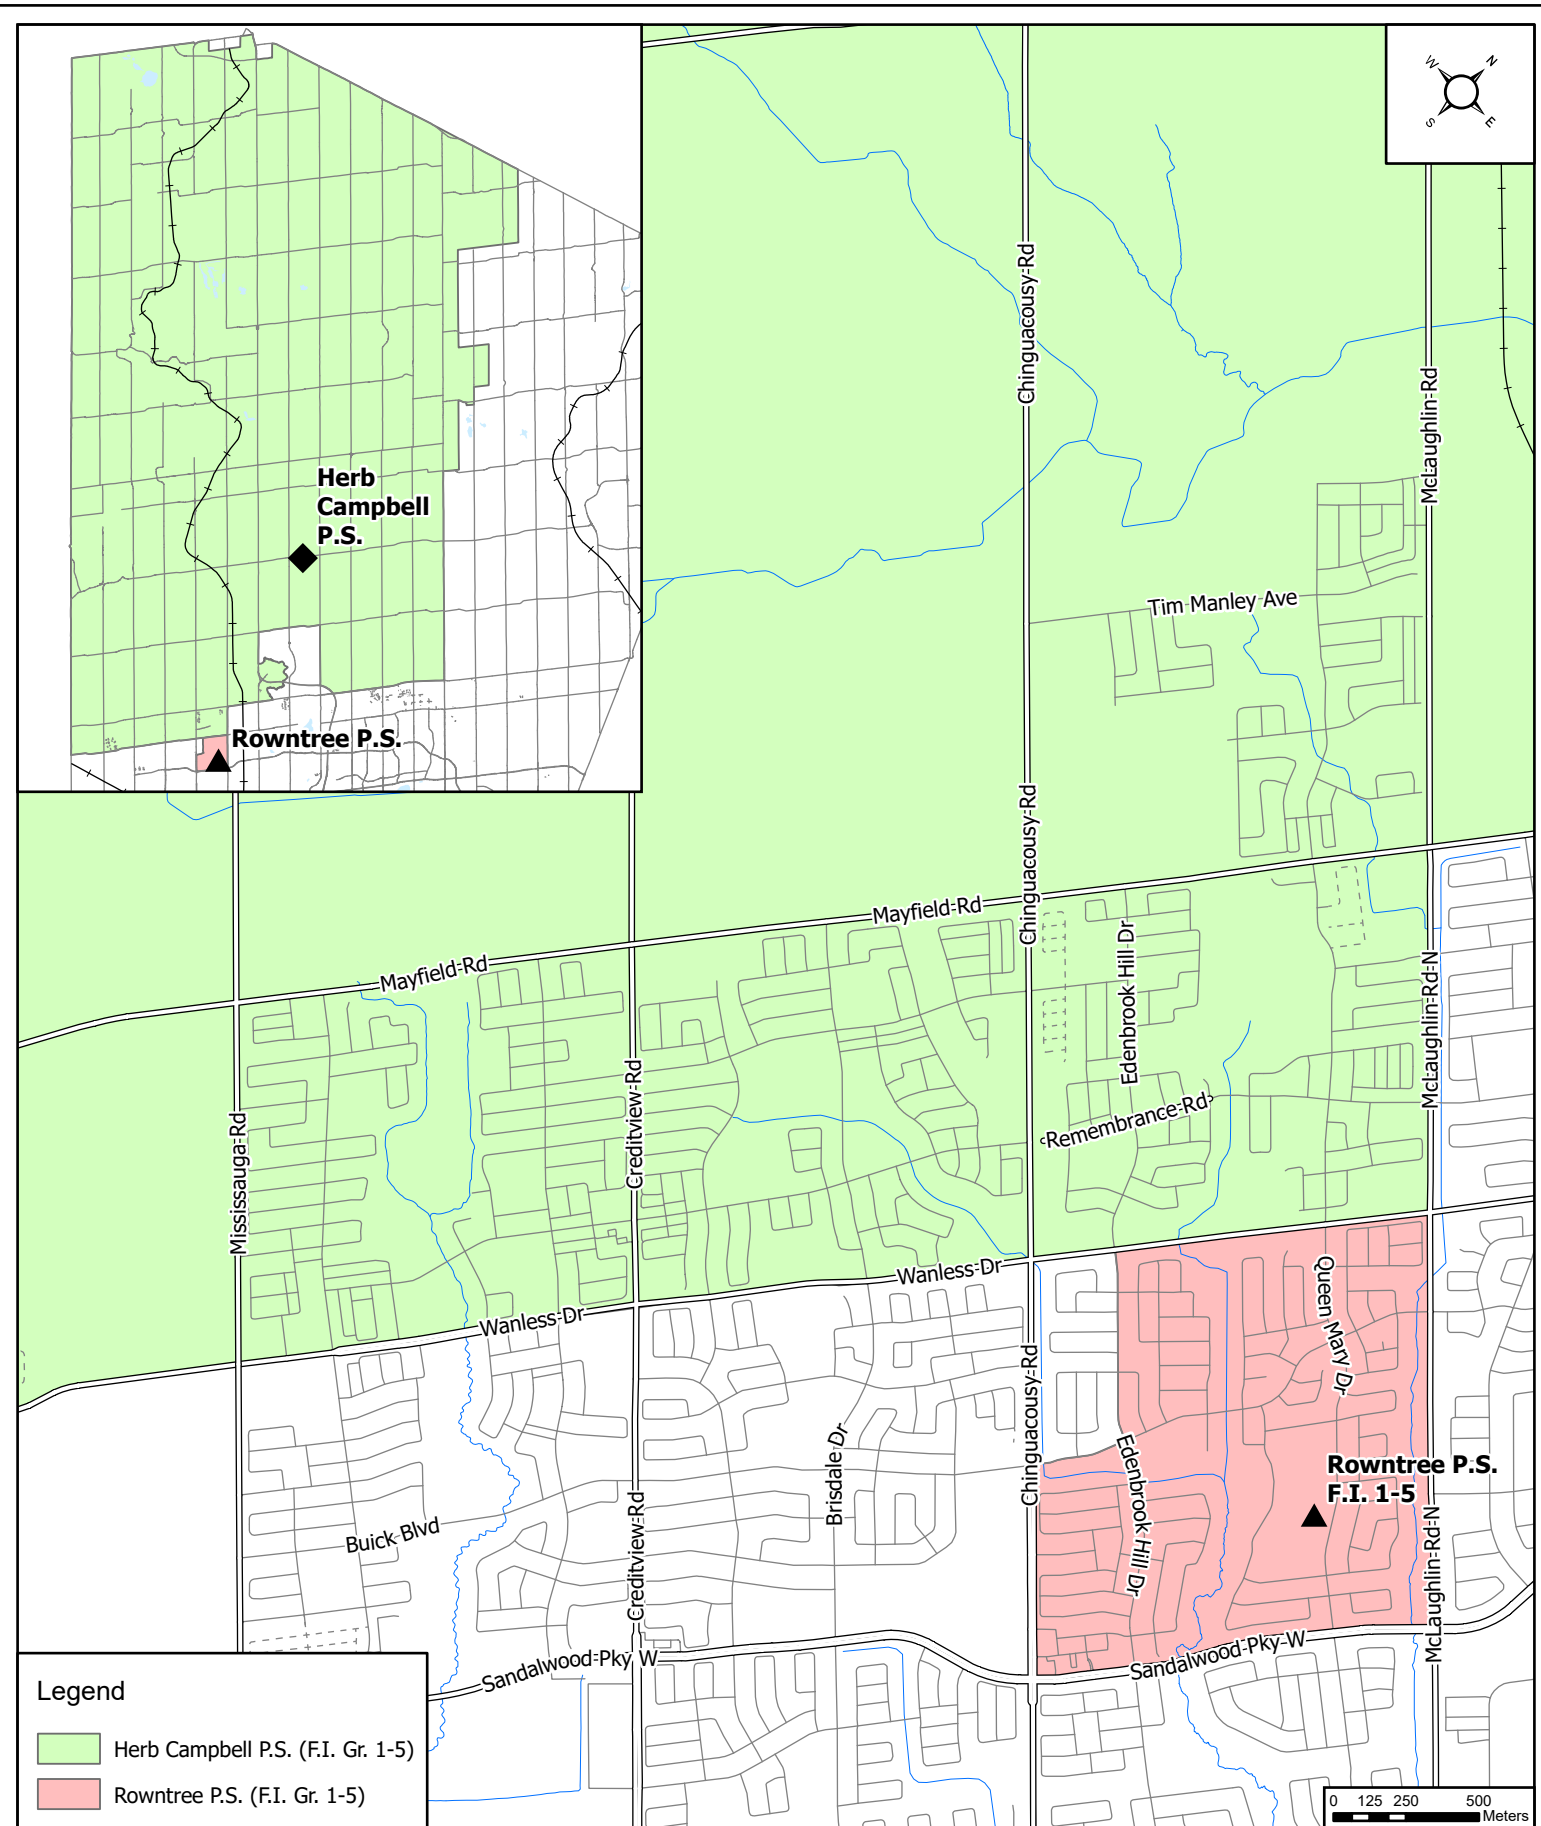 Herb
Campbell
P.S.
Rowntree P.S.
W
N
S
E
Chinguacousy Rd
McLaughlin-Rd
Tim Manley Ave
Chinguacousy-Rd
Mayfield-Rd
Mayfield-Rd
Edenbrook Hill Dr
McLaughlin-Rd-N
Mississauga-Rd
Creditview-Rd
Remembrance-Rd
Wanless-Dr
Wanless-Dr
Queen Mary Dr
Chinguacousy-Rd
Brisdale Dr
Edenbrook Hill Dr
Rowntree P.S.
F.I. 1-5
Buick Blvd
Creditview-Rd
McLaughlin-Rd-N
Sandalwood-Pky W
Sandalwood-Pky-W
Legend
Herb Campbell P.S. (F.I. Gr. 1-5)
Rowntree P.S. (F.I. Gr. 1-5)
0 125 250 500
Meters